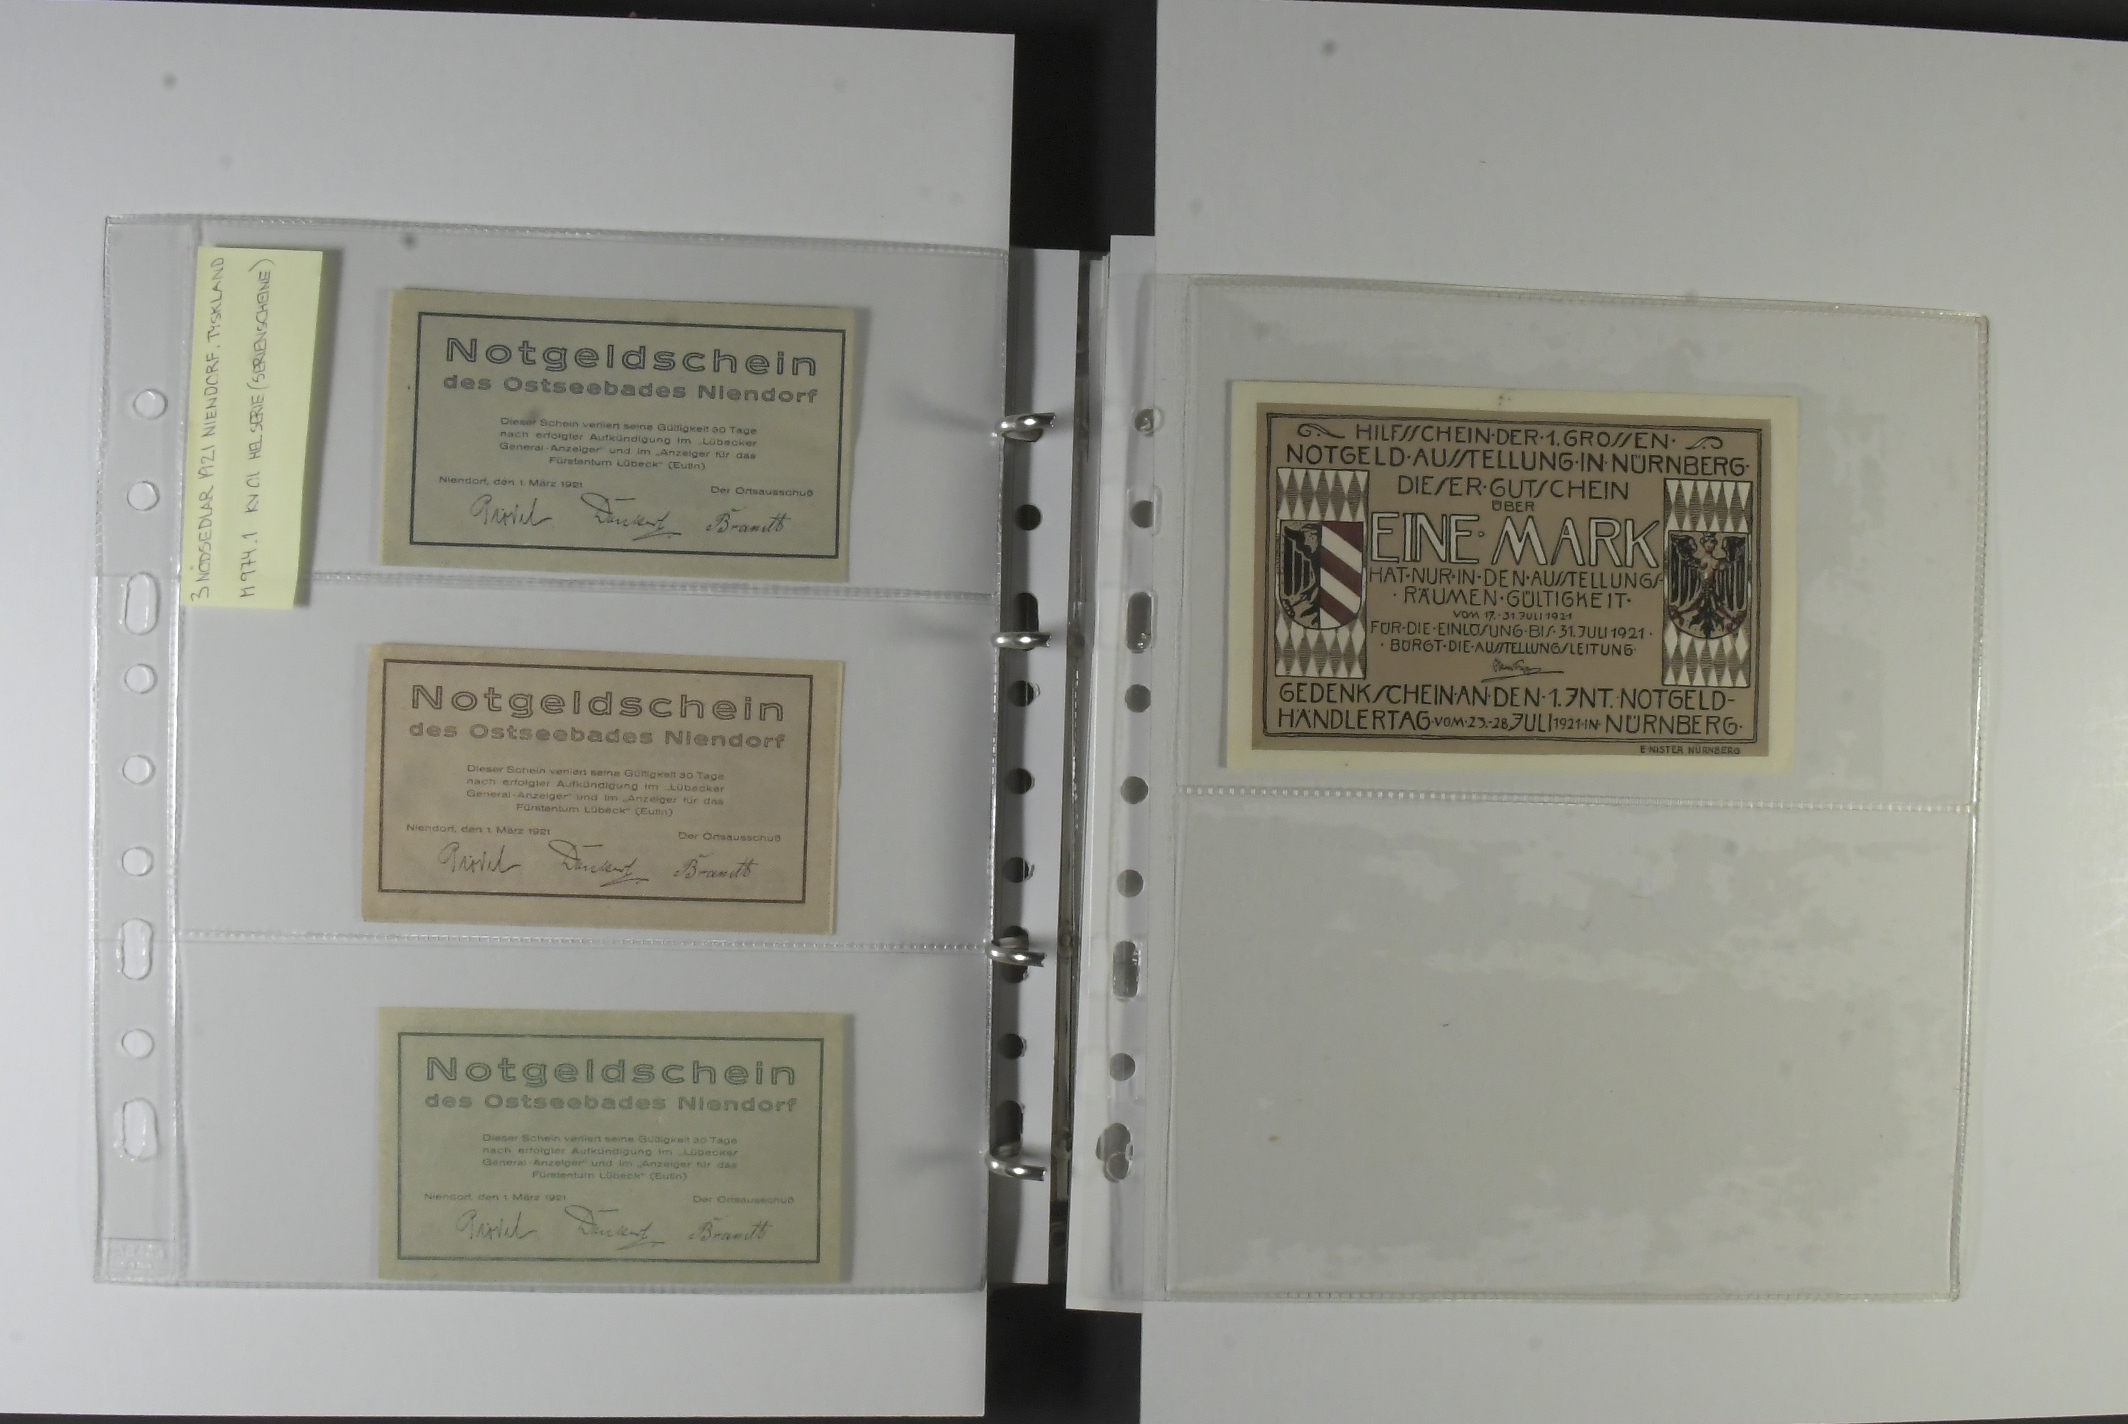 3 NÖDSEDLAR 1921 NIENDORF, TYSKLAND
M 974.1 KV 01 HEL SERIE (SERIENSCHEINE)
Notgeldschein
des Ostseebades Niendorf
Dieser Schein verliert seine Gültigkeit 30 Tage
nach erfolgter Aufkündigung im „Lübecker
General-Anzeiger" und im „Anzeiger für das
Fürstentum Lübeck" (Eutin)
Niendorf, den 1. März 1921
Der Ortsausschuß
Brandt
Notgeldschein
des Ostseebades Niendorf
Dieser Schein verliert seine Gültigkeit 30 Tage
nach erfolgter Aufkündigung im „Lübecker
General-Anzeiger" und im „Anzeiger für das
Fürstentum Lübeck" (Eutin)
Niendorf, den 1. März 1921
Der Ortsausschuß
Brandt
Notgeldschein
des Ostseebades Niendorf
Dieser Schein verliert seine Gültigkeit 30 Tage
nach erfolgter Aufkündigung im „Lübecker
General-Anzeiger" und im „Anzeiger für das
Fürstentum Lübeck" (Eutin)
Niendorf, den 1. März 1921
Der Ortsausschuß
Brandt
HILFSSCHEIN·DER·1.GROSSEN·
NOTGELD·AUSSTELLUNG·IN·NÜRNBERG·
DIESER·GUTSCHEIN
ÜBER
EINE·MARK
HAT·NUR·IN·DEN·AUSSTELLUNGS-
·RÄUMEN·GÜLTIGKEIT·
VOM 17.-31.JULI 1921
FÜR·DIE·EINLÖSUNG·BIS·31.JULI 1921·
·BÜRGT·DIE·AUSSTELLUNGSLEITUNG·
GEDENKSCHEIN·AN·DEN·1.INT.·NOTGELD-
HÄNDLERTAG·VOM·23.-28.JULI 1921·IN·NÜRNBERG·
E.NISTER NÜRNBERG